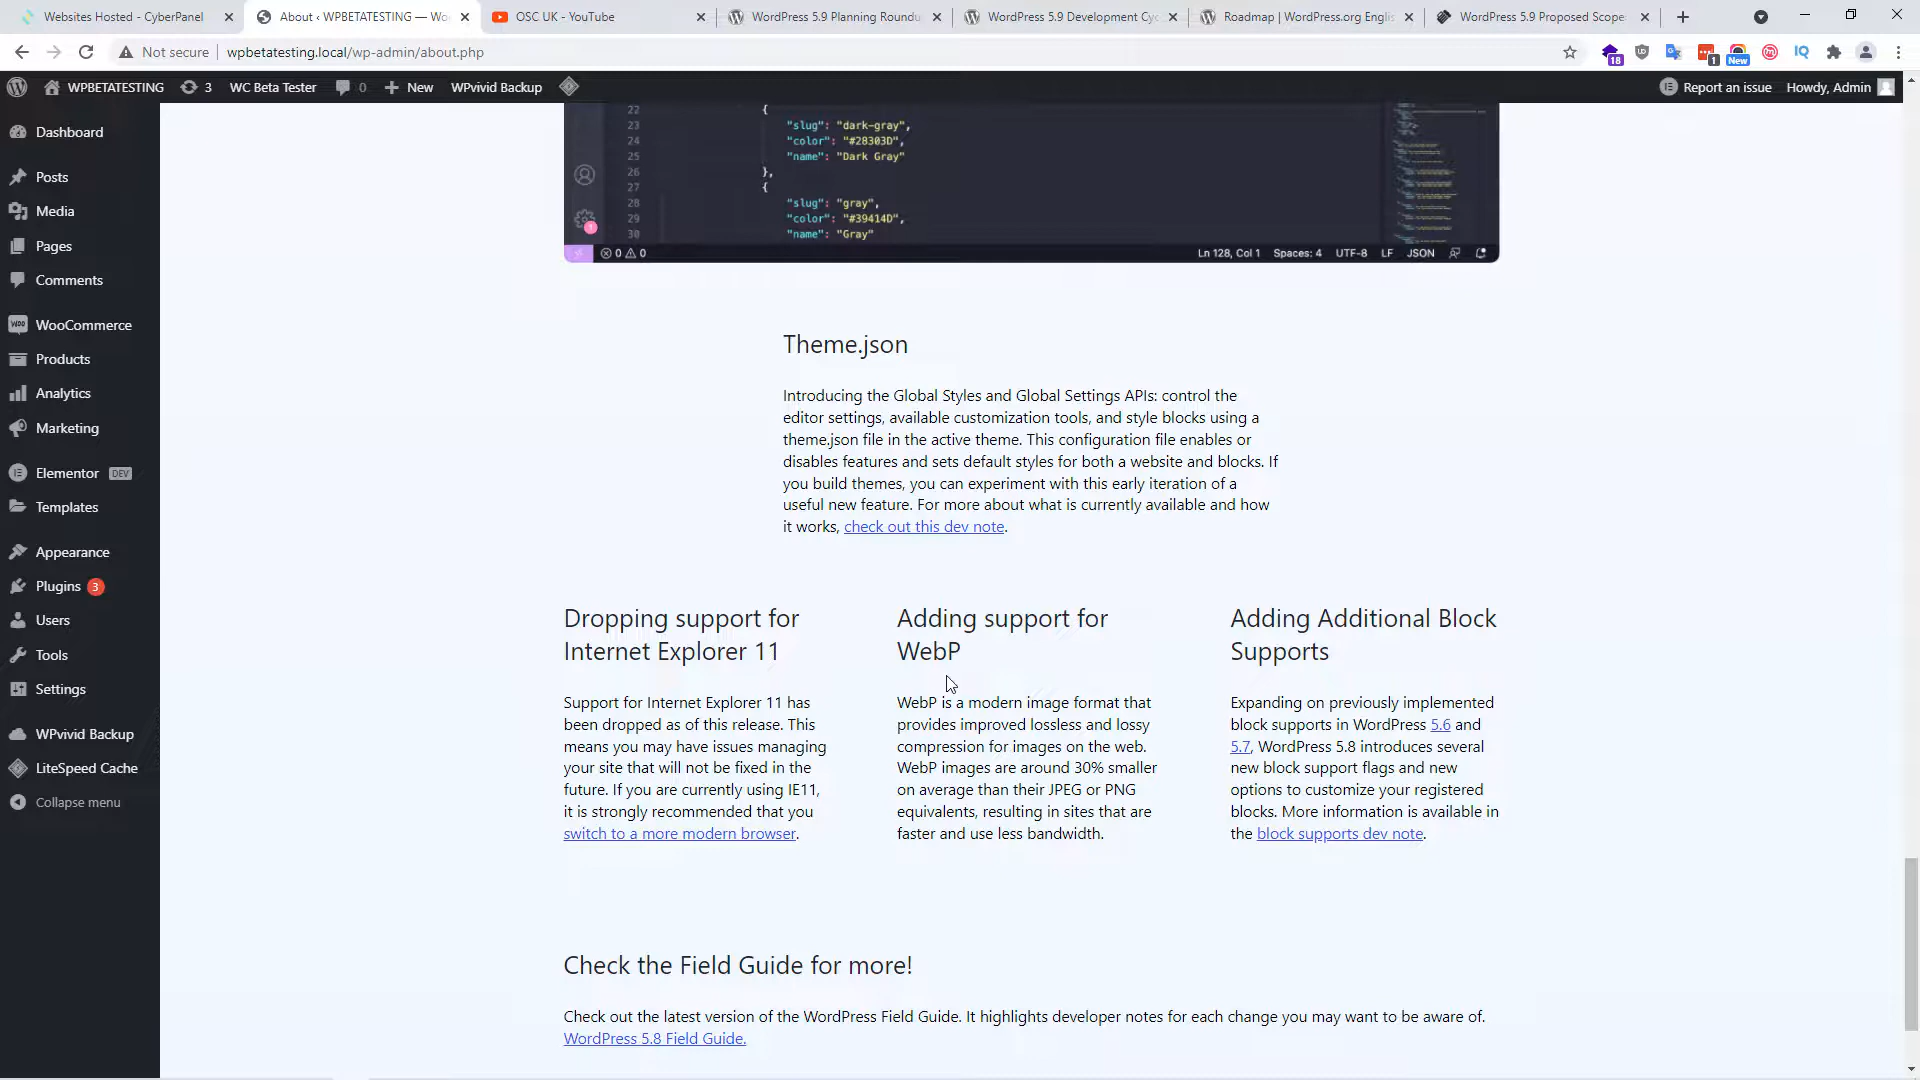 Websites Hosted - CyberPanel
About ‹ WPBETATESTING — Wo
OSC UK - YouTube
WordPress 5.9 Planning Roundu
WordPress 5.9 Development Cyc
Roadmap | WordPress.org Englis
WordPress 5.9 Proposed Scope
Not secure
wpbetatesting.local/wp-admin/about.php
18
1
New
IQ
WPBETATESTING
3
WC Beta Tester
0
New
WPvivid Backup
Report an issue
Howdy, Admin
Dashboard
Posts
Media
Pages
Comments
WooCommerce
Products
Analytics
Marketing
Elementor DEV
Templates
Appearance
Plugins 3
Users
Tools
Settings
WPvivid Backup
LiteSpeed Cache
Collapse menu
22 {
23 "slug": "dark-gray",
24 "color": "#28303D",
25 "name": "Dark Gray"
26 },
27 {
28 "slug": "gray",
29 "color": "#39414D",
30 "name": "Gray"
1
0 0
Ln 128, Col 1 Spaces: 4 UTF-8 LF JSON
Theme.json
Introducing the Global Styles and Global Settings APIs: control the
editor settings, available customization tools, and style blocks using a
theme.json file in the active theme. This configuration file enables or
disables features and sets default styles for both a website and blocks. If
you build themes, you can experiment with this early iteration of a
useful new feature. For more about what is currently available and how
it works, check out this dev note.
Dropping support for
Internet Explorer 11
Support for Internet Explorer 11 has
been dropped as of this release. This
means you may have issues managing
your site that will not be fixed in the
future. If you are currently using IE11,
it is strongly recommended that you
switch to a more modern browser.
Adding support for
WebP
WebP is a modern image format that
provides improved lossless and lossy
compression for images on the web.
WebP images are around 30% smaller
on average than their JPEG or PNG
equivalents, resulting in sites that are
faster and use less bandwidth.
Adding Additional Block
Supports
Expanding on previously implemented
block supports in WordPress 5.6 and
5.7, WordPress 5.8 introduces several
new block support flags and new
options to customize your registered
blocks. More information is available in
the block supports dev note.
Check the Field Guide for more!
Check out the latest version of the WordPress Field Guide. It highlights developer notes for each change you may want to be aware of.
WordPress 5.8 Field Guide.